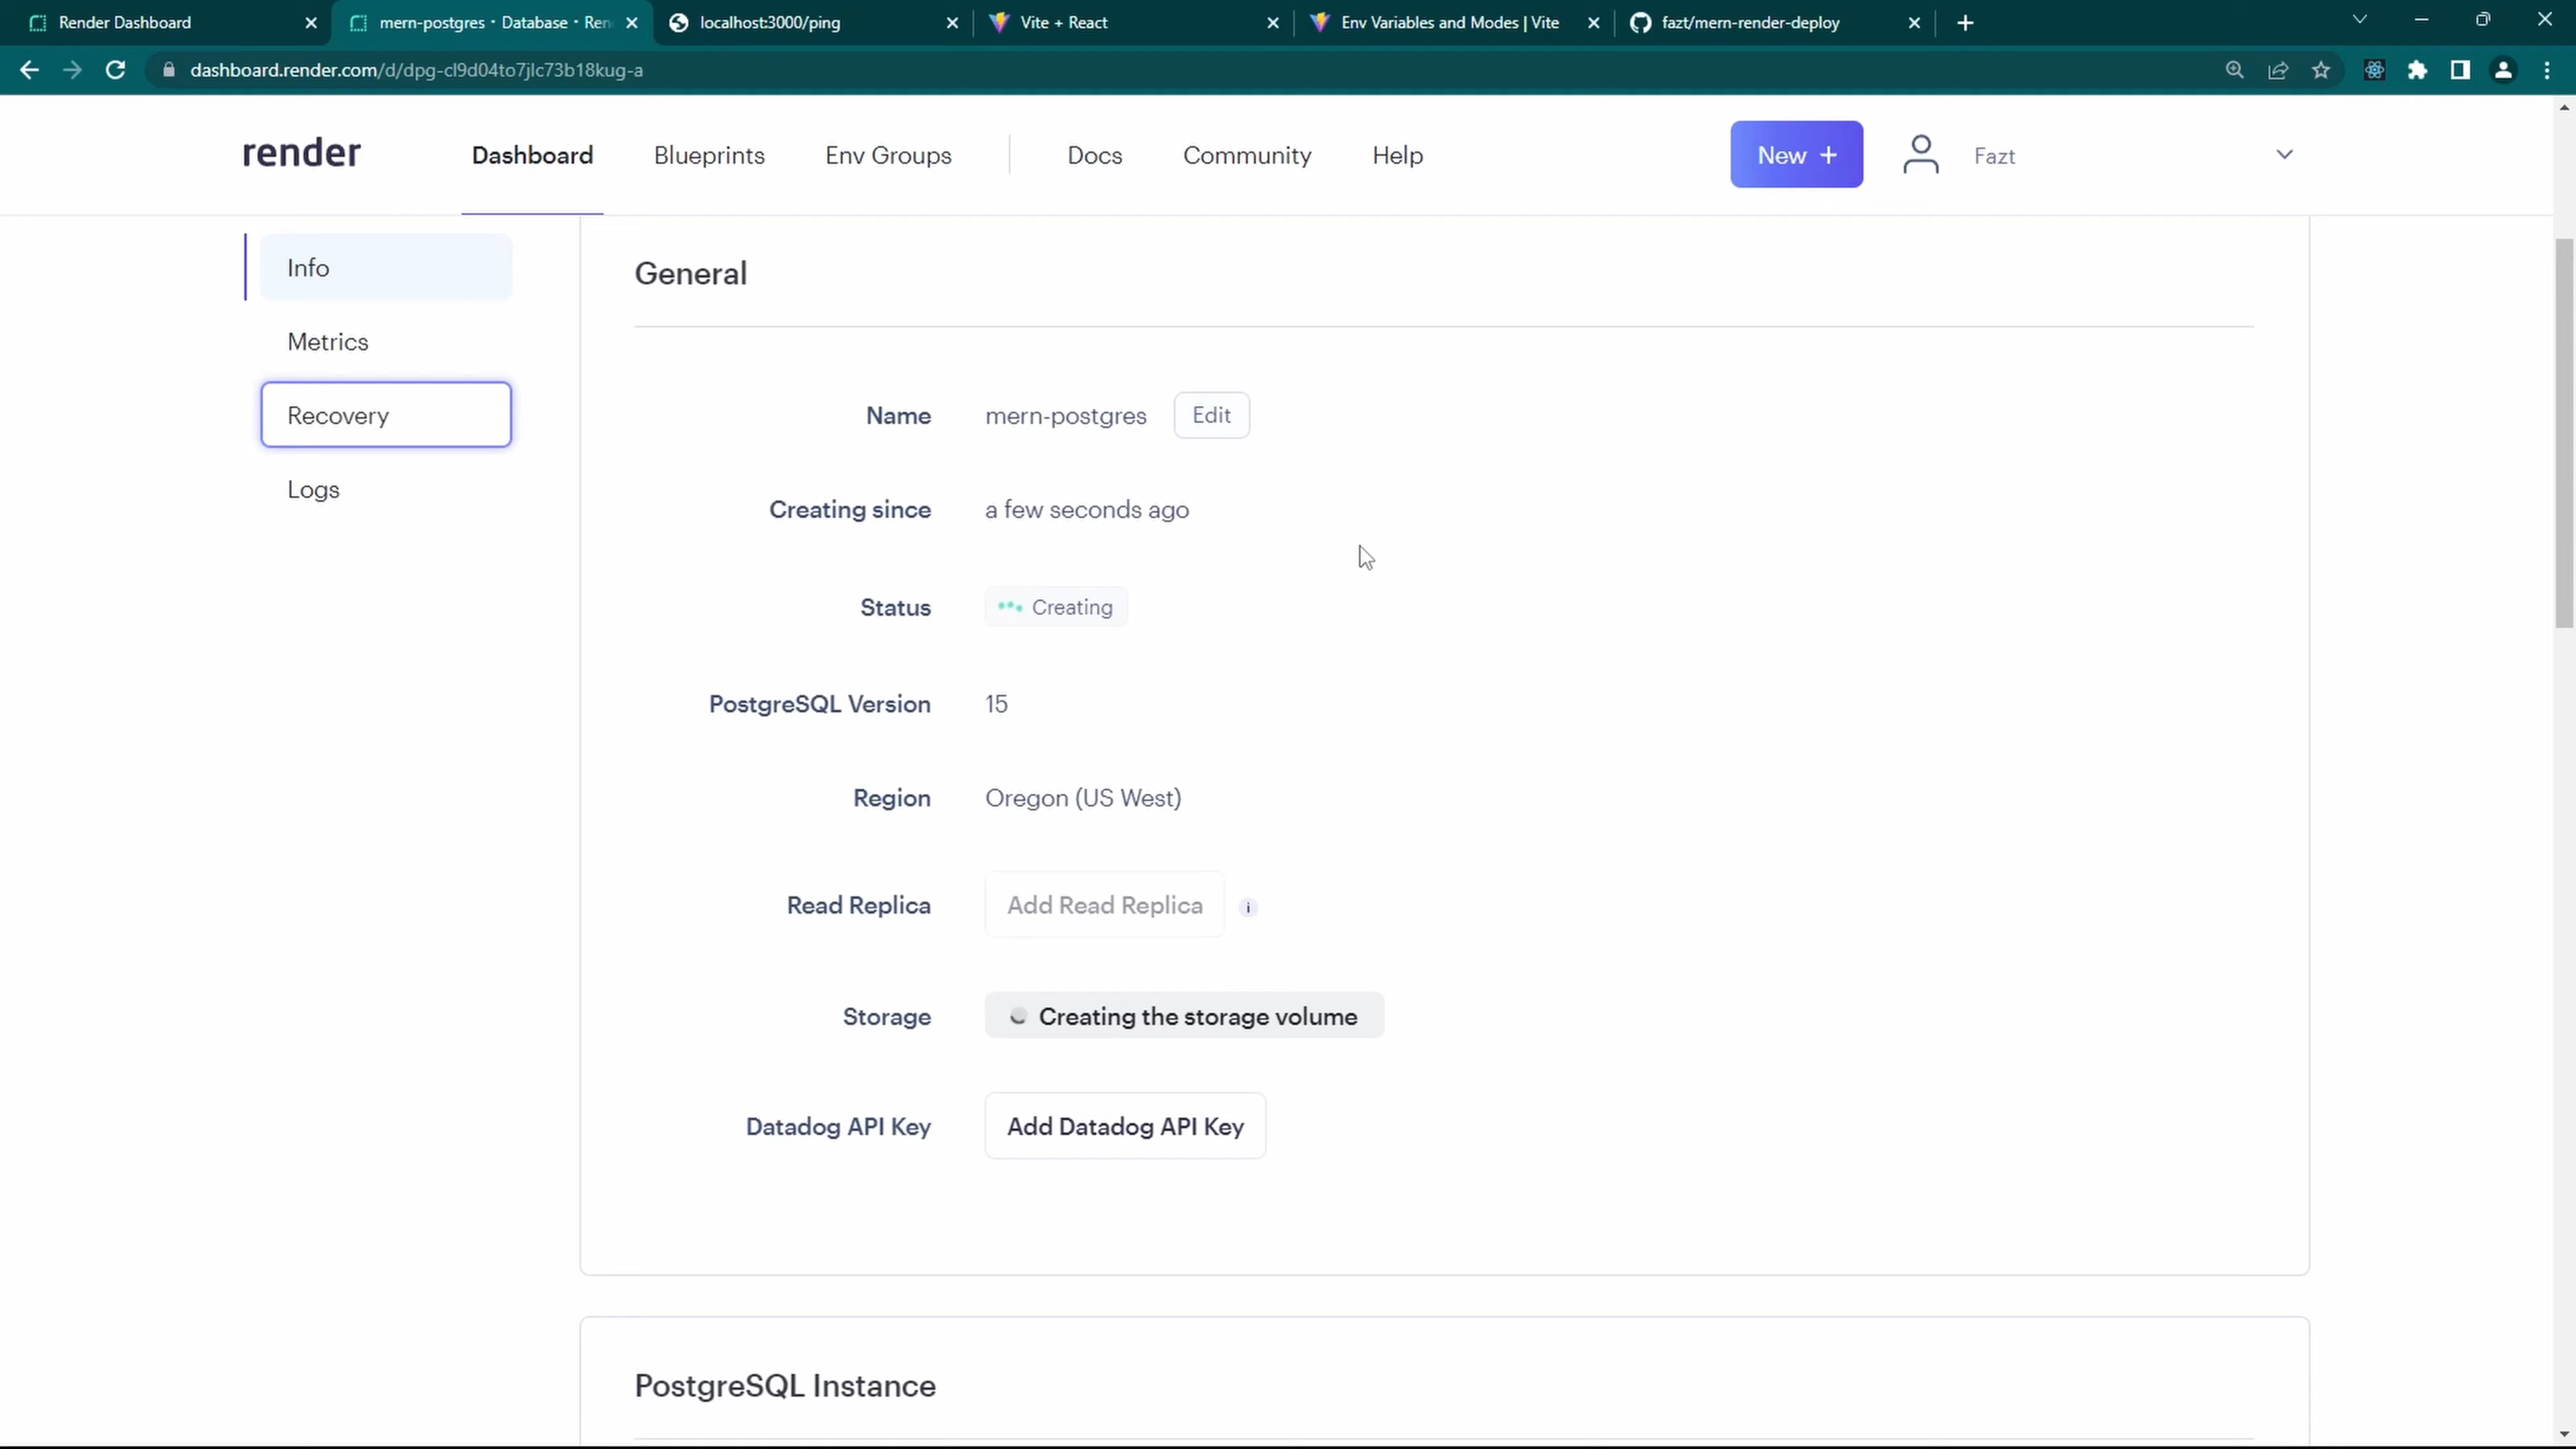 Render Dashboard
mern-postgres · Database · Ren
localhost:3000/ping
Vite + React
Env Variables and Modes | Vite
fazt/mern-render-deploy
dashboard.render.com/d/dpg-cl9d04to7jlc73b18kug-a
render
Dashboard
Blueprints
Env Groups
Docs
Community
Help
New +
Fazt
Info
Metrics
Recovery
Logs
General
Name mern-postgres Edit
Creating since a few seconds ago
Status Creating
PostgreSQL Version 15
Region Oregon (US West)
Read Replica Add Read Replica i
Storage Creating the storage volume
Datadog API Key Add Datadog API Key
PostgreSQL Instance